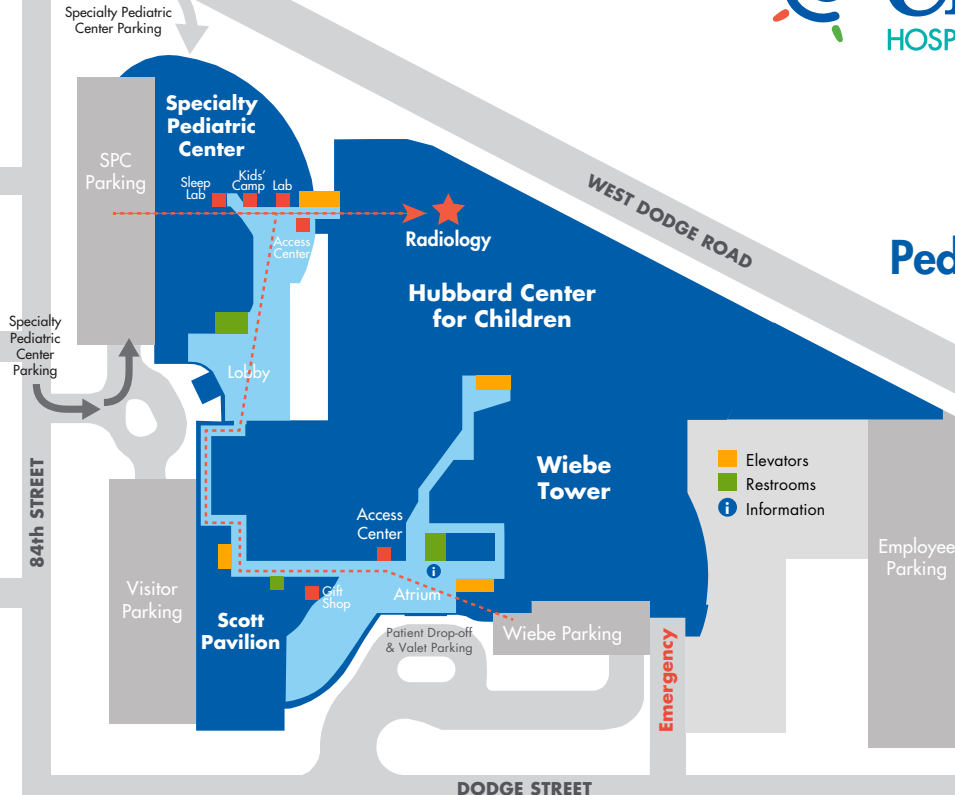 Specialty Pediatric
Center Parking
HOSP
Specialty
Pediatric
Center
SPC
Parking
Sleep
Lab
Kids'
Camp
Lab
Access
Center
Radiology
WEST DODGE ROAD
Ped
Hubbard Center
for Children
Specialty
Pediatric
Center
Parking
Lobby
84th STREET
Wiebe
Tower
Elevators
Restrooms
i Information
Access
Center
Employee
Parking
Visitor
Parking
Scott
Pavilion
Gift
Shop
i
Atrium
Patient Drop-off
& Valet Parking
Wiebe Parking
Emergency
DODGE STREET